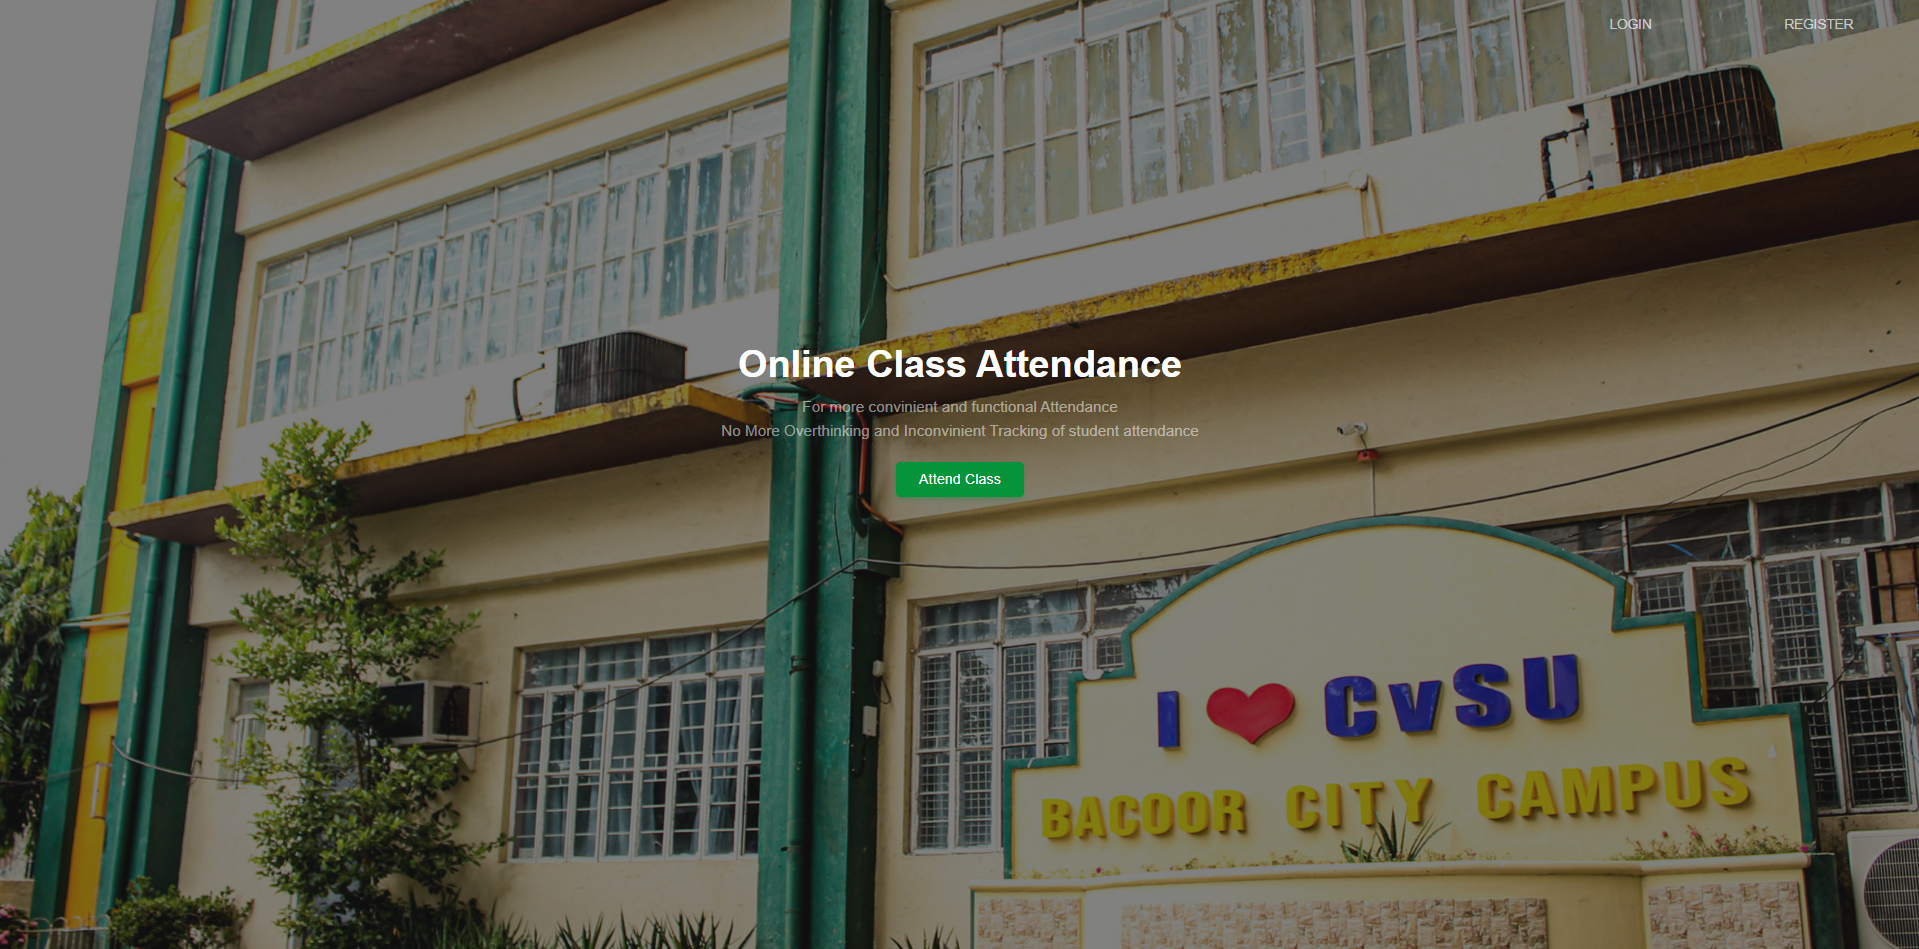 LOGIN REGISTER
Online Class Attendance
For more convinient and functional Attendance
No More Overthinking and Inconvinient Tracking of student attendance
Attend Class
I ❤ CvSU
BACOOR CITY CAMPUS